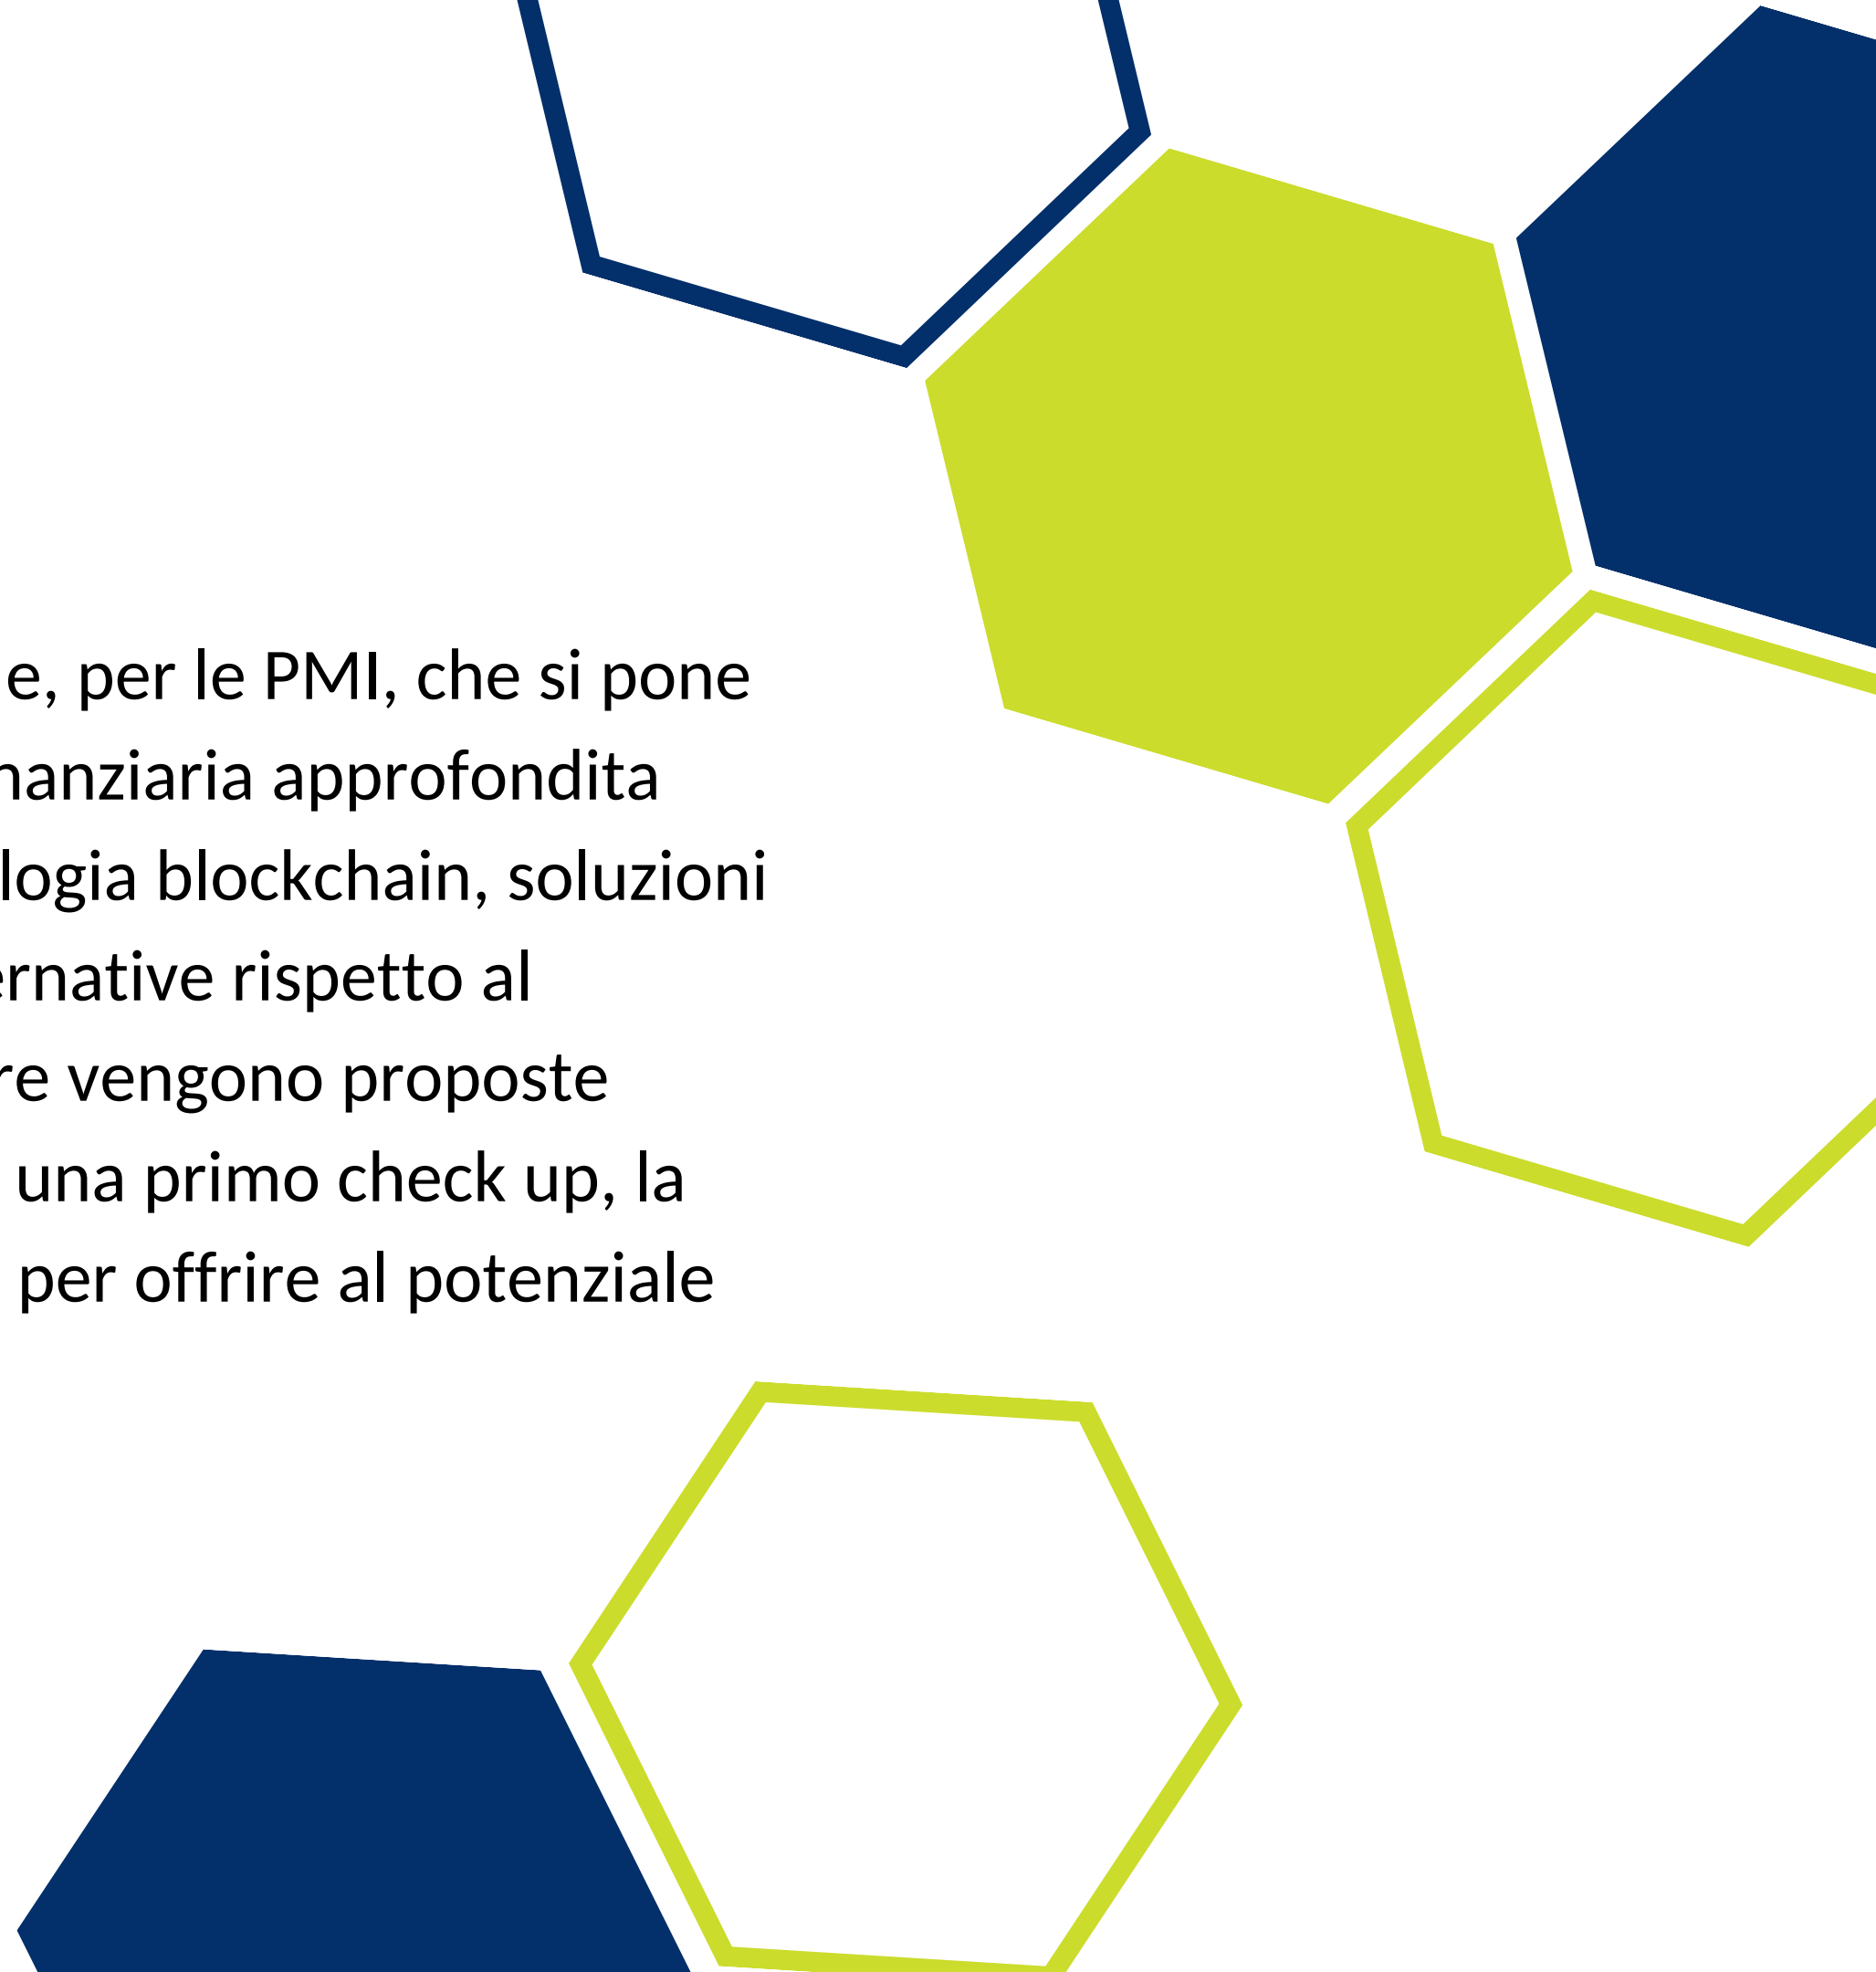 e, per le PMI, che si pone
nanziaria approfondita
logia blockchain, soluzioni
ernative rispetto al
re vengono proposte
una primo check up, la
per offrire al potenziale